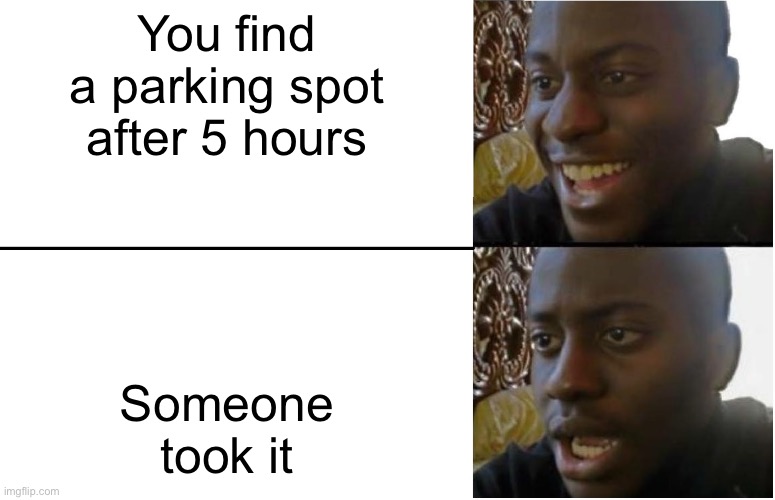 You find
a parking spot
after 5 hours
Someone
took it
imgflip.com